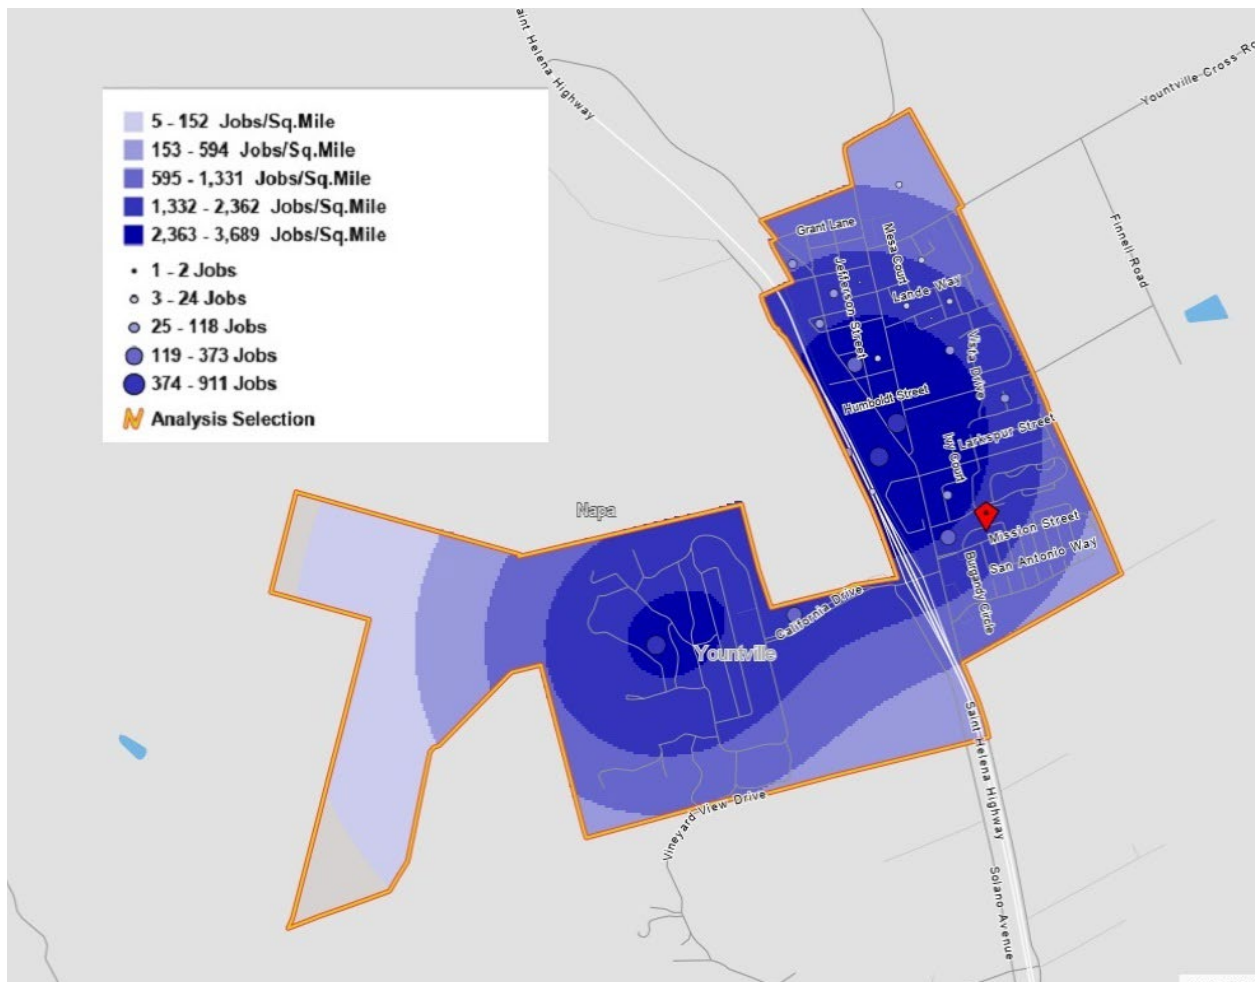 aint Helena Highway
Yountville Cross Ro
5 - 152 Jobs/Sq.Mile
153 - 594 Jobs/Sq.Mile
595 - 1,331 Jobs/Sq.Mile
1,332 - 2,362 Jobs/Sq.Mile
2,363 - 3,689 Jobs/Sq.Mile
1 - 2 Jobs
3 - 24 Jobs
25 - 118 Jobs
119 - 373 Jobs
374 - 911 Jobs
Analysis Selection
Grant Lane
Mesa Court
Finnell Road
Jefferson Street
Lande Way
Vista Drive
Humboldt Street
Larkspur Street
Ivy Court
Napa
Mission Street
San Antonio Way
Burgandy Circle
California Drive
Yountville
Saint Helena Highway
Vineyard View Drive
Solano Avenue